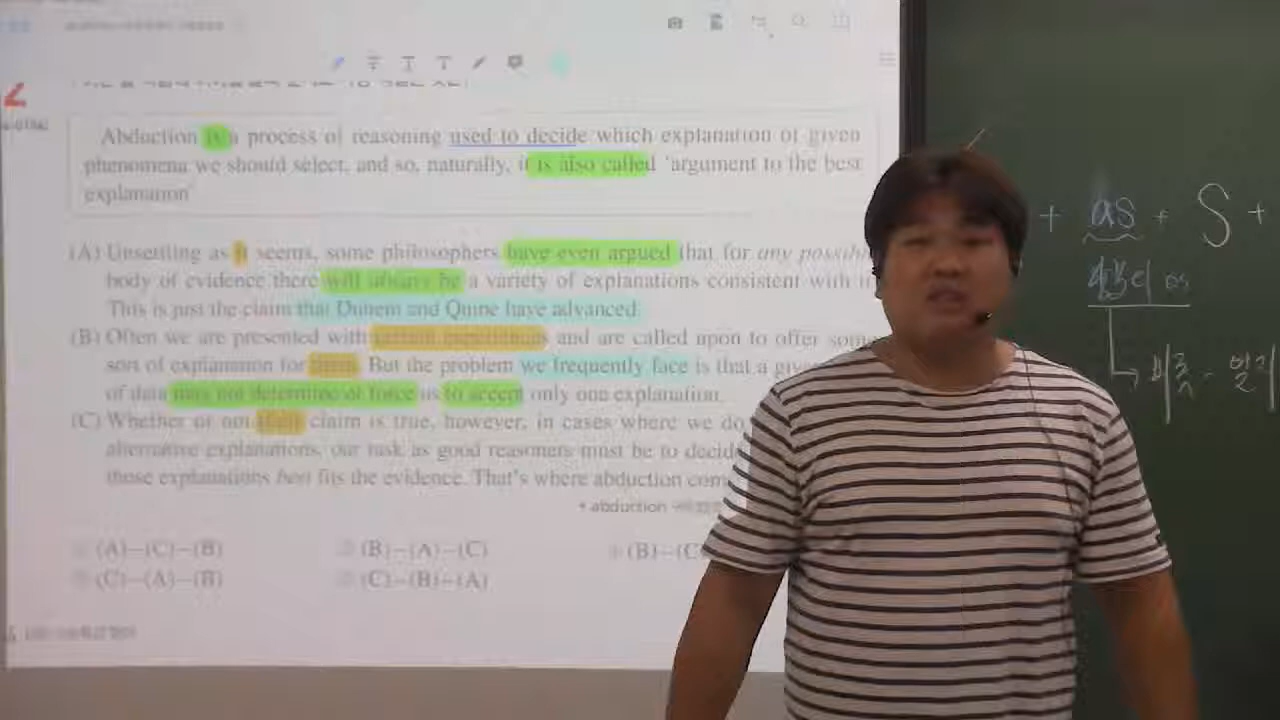 Abduction is a process of reasoning used to decide which explanation of given
phenomena we should select, and so, naturally, it is also called 'argument to the best
explanation'
(A) Unsettling as it seems, some philosophers have even argued that for any possible
body of evidence there will always be a variety of explanations consistent with it
This is just the claim that Duhem and Quine have advanced.
(B) Often we are presented with certain and are called upon to offer some
sort of explanation for them. But the problem we frequently face is that a given
of data may not determine or force us to accept only one explanation.
(C) Whether or not their claim is true, however, in cases where we do
alternative explanations, our task as good reasoners must be to decide
those explanations best fits the evidence. That's where abduction com
* abduction
(A)-(C)-(B)
(B)-(A)-(C)
(B)-(C
(C)-(A)-(B)
(C)-(B)-(A)
+ as + S +
as